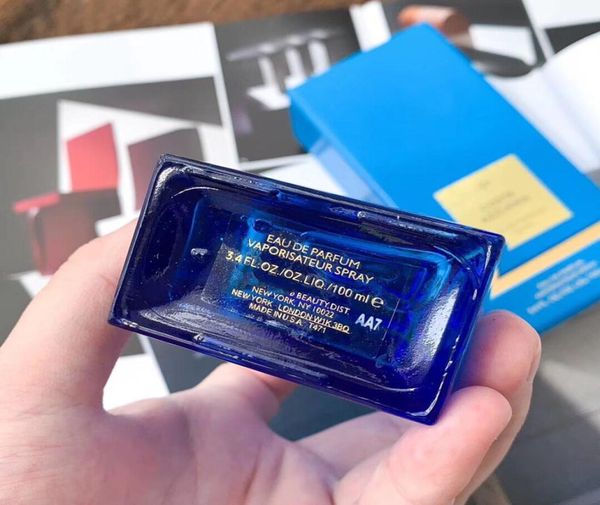 EAU DE PARFUM
VAPORISATEUR SPRAY
3.4 FL.OZ./OZ.LIQ./100 ml ℮
BEAUTY.DIST
NEW YORK, NY 10022
NEW YORK LONDON W1K 3BQ
MADE IN U.S.A 1471
AA7